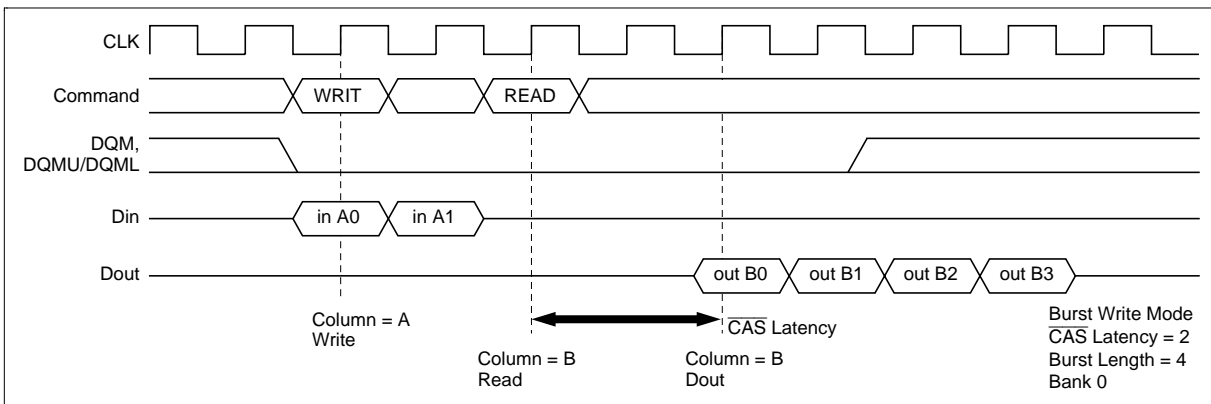 CLK
Command
WRIT
READ
DQM,
DQMU/DQML
Din
in A0
in A1
Dout
out B0
out B1
out B2
out B3
Column = A
Write
CAS Latency
Column = B
Read
Column = B
Dout
Burst Write Mode
CAS Latency = 2
Burst Length = 4
Bank 0